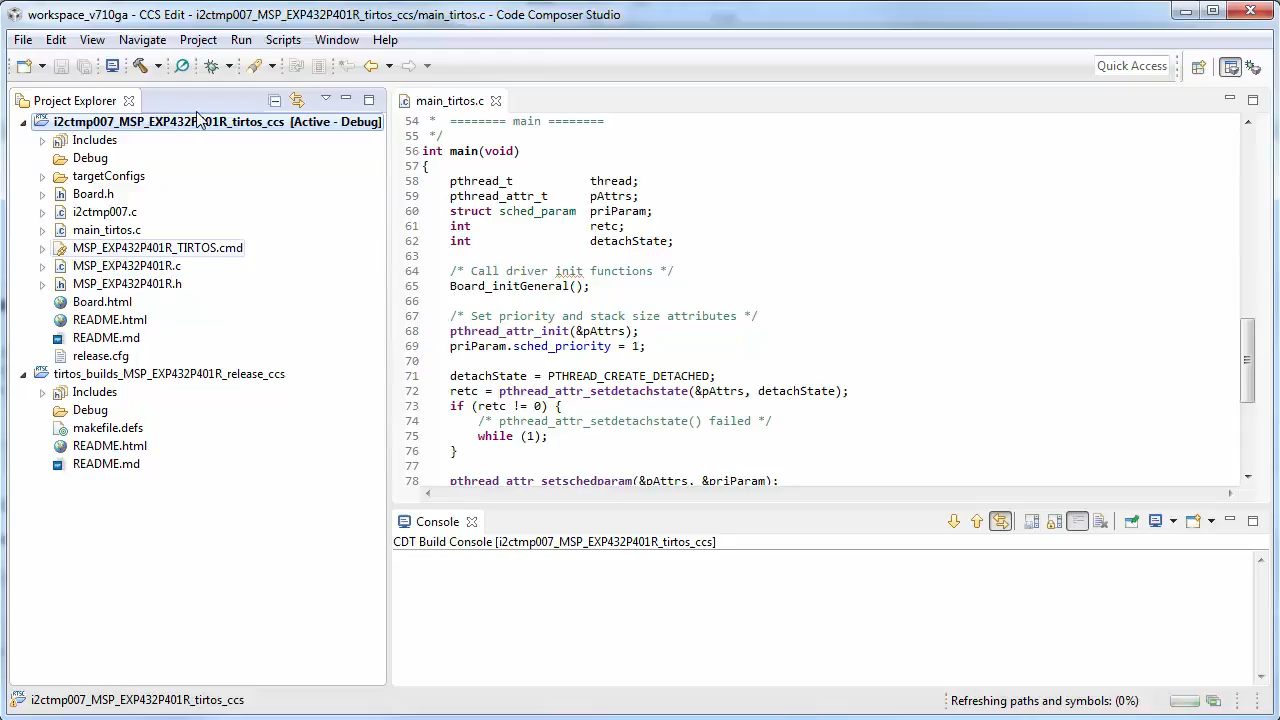 workspace_v710ga - CCS Edit - i2ctmp007_MSP_EXP432P401R_tirtos_ccs/main_tirtos.c - Code Composer Studio
File Edit View Navigate Project Run Scripts Window Help
Quick Access
Project Explorer
i2ctmp007_MSP_EXP432P401R_tirtos_ccs [Active - Debug]
Includes
Debug
targetConfigs
Board.h
i2ctmp007.c
main_tirtos.c
MSP_EXP432P401R_TIRTOS.cmd
MSP_EXP432P401R.c
MSP_EXP432P401R.h
Board.html
README.html
README.md
release.cfg
tirtos_builds_MSP_EXP432P401R_release_ccs
Includes
Debug
makefile.defs
README.html
README.md
main_tirtos.c
54 * ======== main ========
55 */
56 int main(void)
57 {
58 pthread_t thread;
59 pthread_attr_t pAttrs;
60 struct sched_param priParam;
61 int retc;
62 int detachState;
63
64 /* Call driver init functions */
65 Board_initGeneral();
66
67 /* Set priority and stack size attributes */
68 pthread_attr_init(&pAttrs);
69 priParam.sched_priority = 1;
70
71 detachState = PTHREAD_CREATE_DETACHED;
72 retc = pthread_attr_setdetachstate(&pAttrs, detachState);
73 if (retc != 0) {
74 /* pthread_attr_setdetachstate() failed */
75 while (1);
76 }
77
78 pthread_attr_setschedparam(&pAttrs, &priParam);
Console
CDT Build Console [i2ctmp007_MSP_EXP432P401R_tirtos_ccs]
i2ctmp007_MSP_EXP432P401R_tirtos_ccs
Refreshing paths and symbols: (0%)